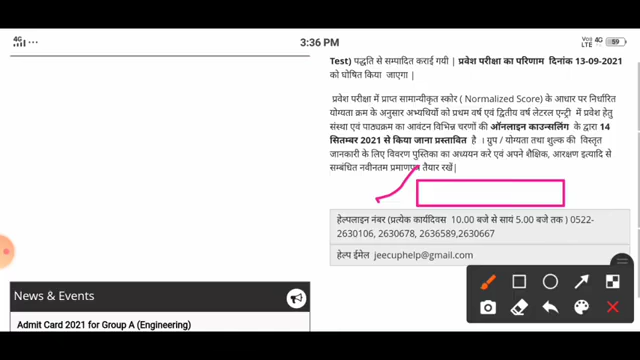 4G
3:36 PM
VoB LTE 4G 59
Test) पद्धति से सम्पादित कराई गयी | प्रवेश परीक्षा का परिणाम दिनांक 13-09-2021
को घोषित किया जाएगा |
प्रवेश परीक्षा में प्राप्त सामान्यीकृत स्कोर ( Normalized Score) के आधार पर निर्धारित
योग्यता क्रम के अनुसार अभ्यर्थियो को प्रथम वर्ष एवं द्वितीय वर्ष लेटरल एन्ट्री में प्रवेश हेतु
संस्था एवं पाठ्यक्रम का आवंटन विभिन्न चरणों की ऑनलाइन काउन्सलिंग के द्वारा 14
सितम्बर 2021 से किया जाना प्रस्तावित है । ग्रुप / योग्यता शुल्क की विस्तृत
जानकारी के लिए विवरण पुस्तिका का अध्ययन करे एवं अपने शैक्षिक, आरक्षण इत्यादि से
सम्बंधित नवीनतम प्रमाणपत्र तैयार रखें|
हेल्पलाइन नंबर (प्रत्येक कार्यदिवस 10.00 बजे से सायं 5.00 बजे तक) 0522-
2630106, 2630678, 2636589,2630667
हेल्प ईमेल jeecuphelp@gmail.com
News & Events
Admit Card 2021 for Group A (Engineering)